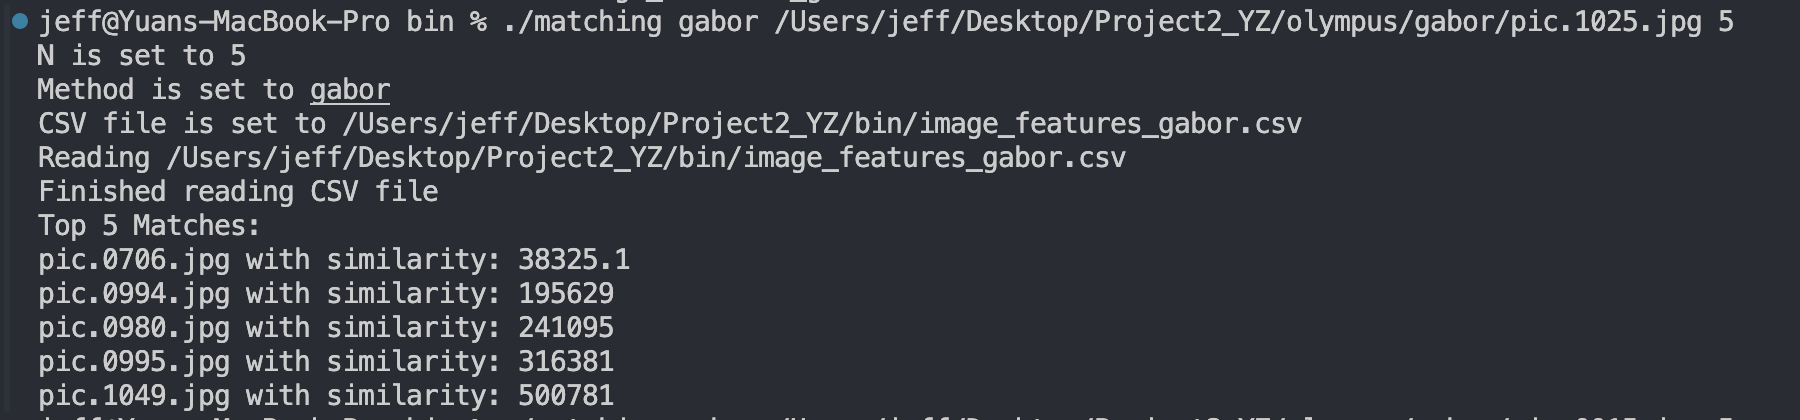 jeff@Yuans-MacBook-Pro bin % ./matching gabor /Users/jeff/Desktop/Project2_YZ/olympus/gabor/pic.1025.jpg 5
N is set to 5
Method is set to gabor
CSV file is set to /Users/jeff/Desktop/Project2_YZ/bin/image_features_gabor.csv
Reading /Users/jeff/Desktop/Project2_YZ/bin/image_features_gabor.csv
Finished reading CSV file
Top 5 Matches:
pic.0706.jpg with similarity: 38325.1
pic.0994.jpg with similarity: 195629
pic.0980.jpg with similarity: 241095
pic.0995.jpg with similarity: 316381
pic.1049.jpg with similarity: 500781